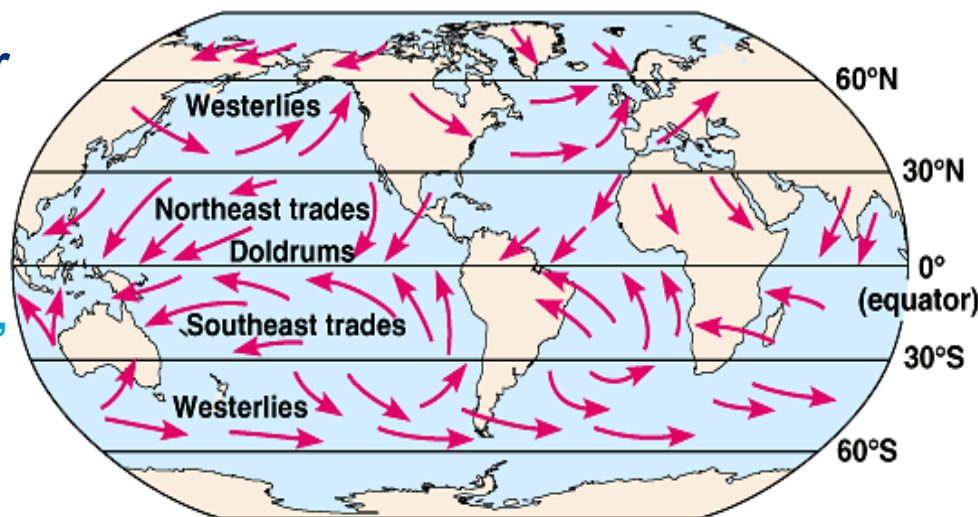 r
60°N
Westerlies
30°N
Northeast trades
Doldrums
0°
(equator)
,
Southeast trades
30°S
Westerlies
60°S